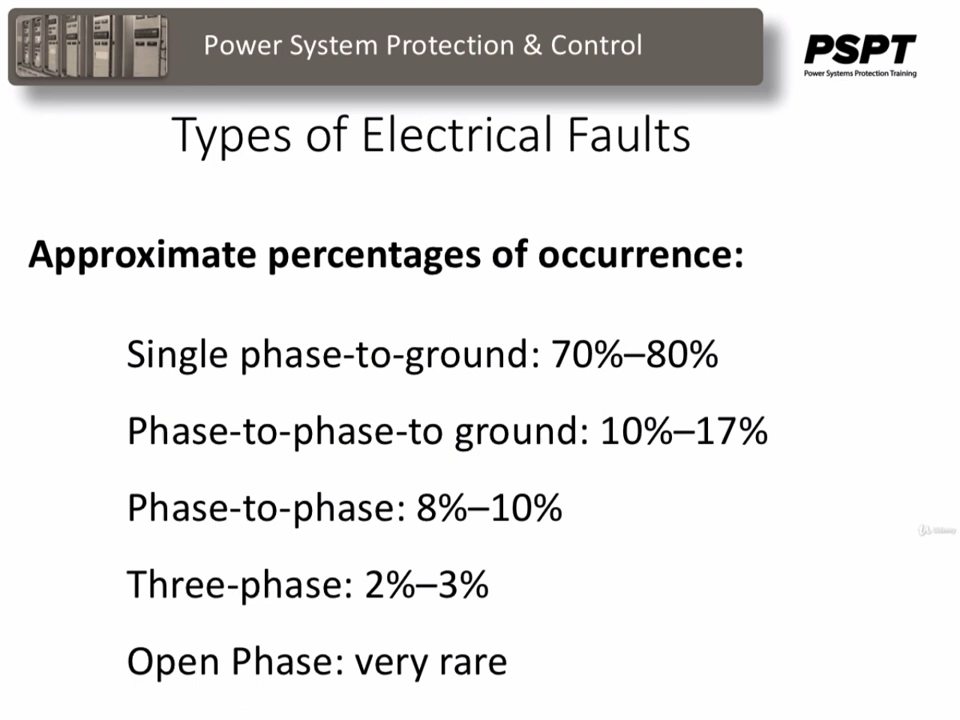 Power System Protection & Control
PSPT
Power Systems Protection Training
Types of Electrical Faults
Approximate percentages of occurrence:
Single phase-to-ground: 70%–80%
Phase-to-phase-to ground: 10%–17%
Phase-to-phase: 8%–10%
Three-phase: 2%–3%
Open Phase: very rare